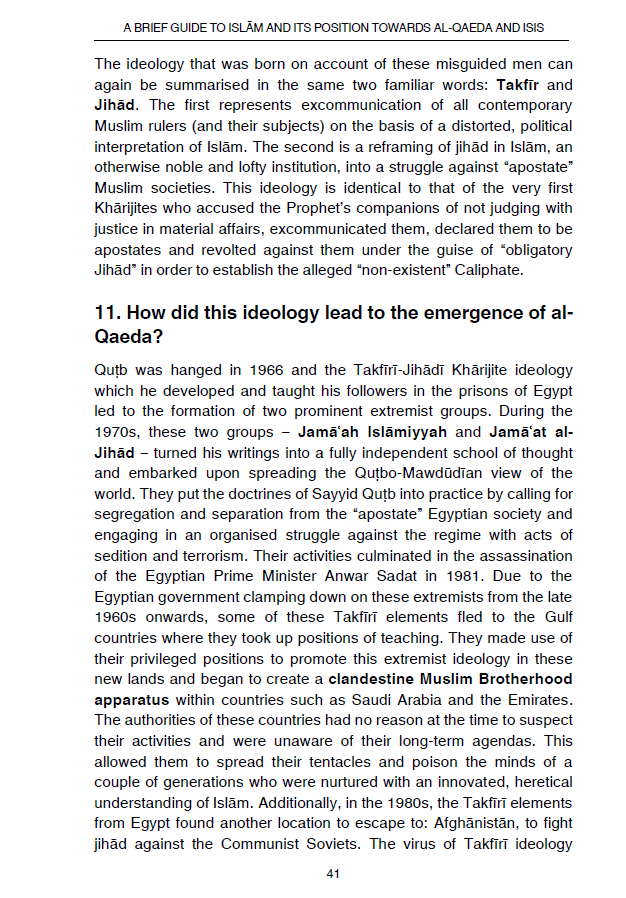 A BRIEF GUIDE TO ISLĀM AND ITS POSITION TOWARDS AL-QAEDA AND ISIS
The ideology that was born on account of these misguided men can
again be summarised in the same two familiar words: Takfīr and
Jihād. The first represents excommunication of all contemporary
Muslim rulers (and their subjects) on the basis of a distorted, political
interpretation of Islām. The second is a reframing of jihād in Islām, an
otherwise noble and lofty institution, into a struggle against “apostate”
Muslim societies. This ideology is identical to that of the very first
Khārijites who accused the Prophet’s companions of not judging with
justice in material affairs, excommunicated them, declared them to be
apostates and revolted against them under the guise of “obligatory
Jihād” in order to establish the alleged “non-existent” Caliphate.
11. How did this ideology lead to the emergence of al-
Qaeda?
Quṭb was hanged in 1966 and the Takfīrī-Jihādī Khārijite ideology
which he developed and taught his followers in the prisons of Egypt
led to the formation of two prominent extremist groups. During the
1970s, these two groups – Jamāʿah Islāmiyyah and Jamāʿat al-
Jihād – turned his writings into a fully independent school of thought
and embarked upon spreading the Quṭbo-Mawdūdīan view of the
world. They put the doctrines of Sayyid Quṭb into practice by calling for
segregation and separation from the “apostate” Egyptian society and
engaging in an organised struggle against the regime with acts of
sedition and terrorism. Their activities culminated in the assassination
of the Egyptian Prime Minister Anwar Sadat in 1981. Due to the
Egyptian government clamping down on these extremists from the late
1960s onwards, some of these Takfīrī elements fled to the Gulf
countries where they took up positions of teaching. They made use of
their privileged positions to promote this extremist ideology in these
new lands and began to create a clandestine Muslim Brotherhood
apparatus within countries such as Saudi Arabia and the Emirates.
The authorities of these countries had no reason at the time to suspect
their activities and were unaware of their long-term agendas. This
allowed them to spread their tentacles and poison the minds of a
couple of generations who were nurtured with an innovated, heretical
understanding of Islām. Additionally, in the 1980s, the Takfīrī elements
from Egypt found another location to escape to: Afghānistān, to fight
jihād against the Communist Soviets. The virus of Takfīrī ideology
41